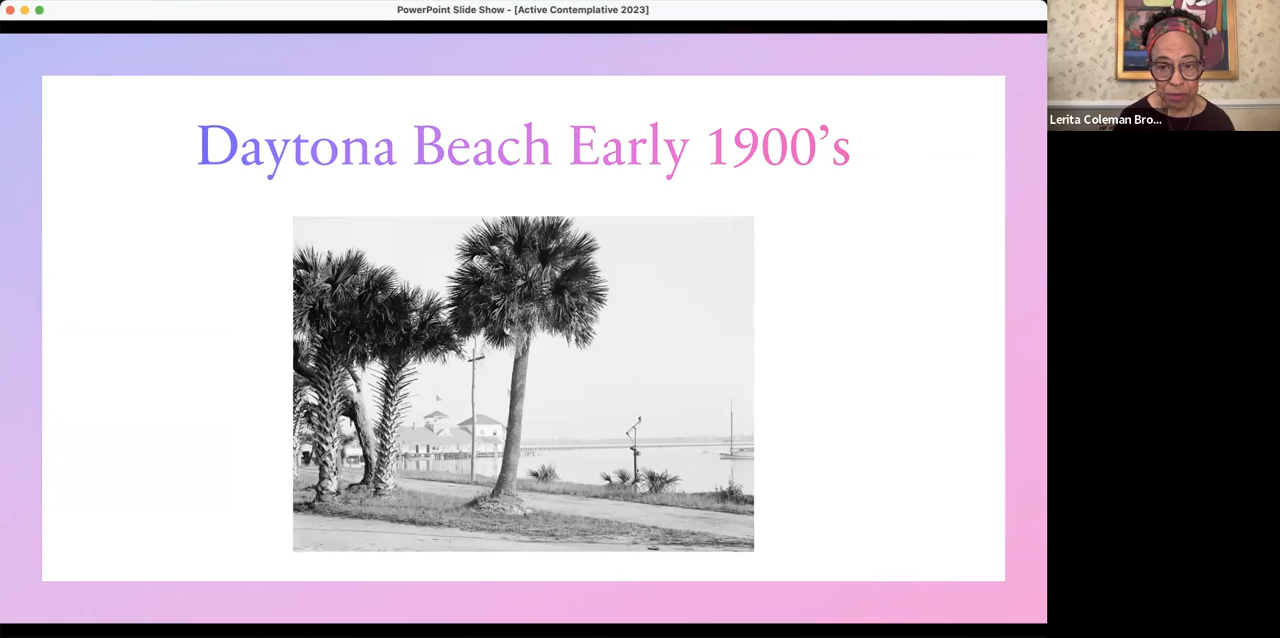 PowerPoint Slide Show - [Active Contemplative 2023]
Daytona Beach Early 1900’s
Lerita Coleman Bro...